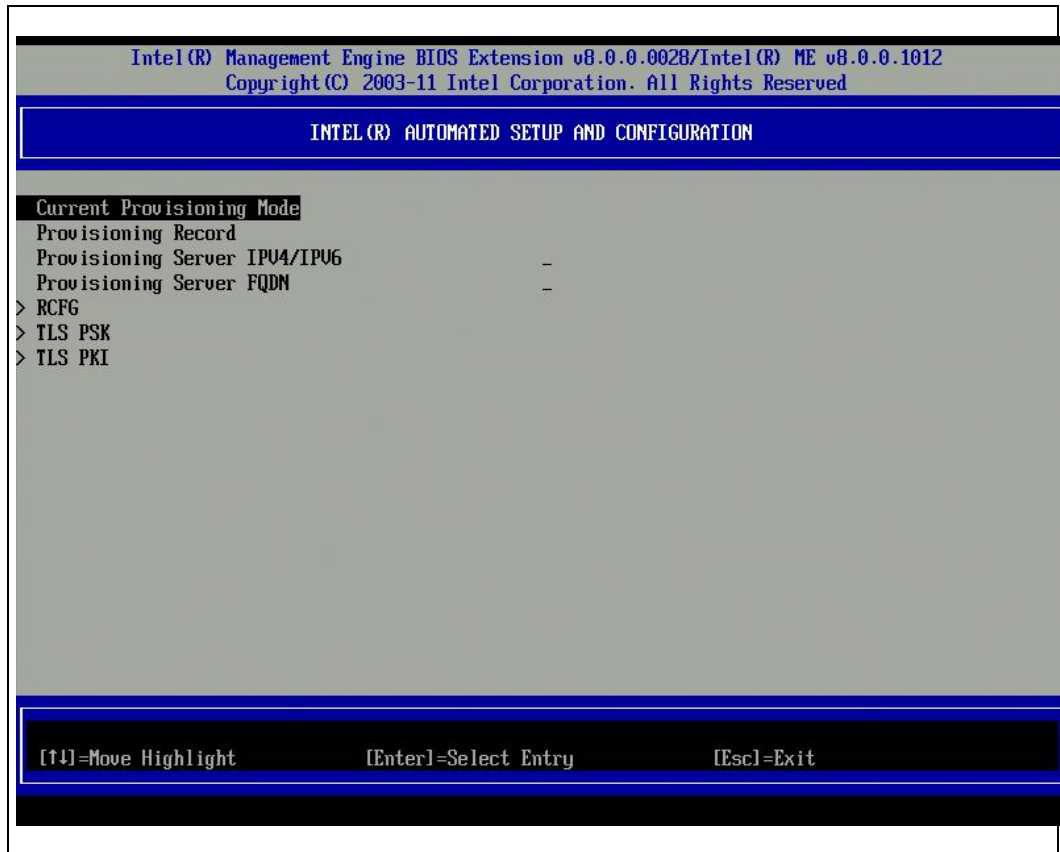 Intel(R) Management Engine BIOS Extension v8.0.0.0028/Intel(R) ME v8.0.0.1012
Copyright(C) 2003-11 Intel Corporation. All Rights Reserved
INTEL(R) AUTOMATED SETUP AND CONFIGURATION
Current Provisioning Mode
Provisioning Record
Provisioning Server IPV4/IPV6 _
Provisioning Server FQDN _
> RCFG
> TLS PSK
> TLS PKI
[↑↓]=Move Highlight [Enter]=Select Entry [Esc]=Exit